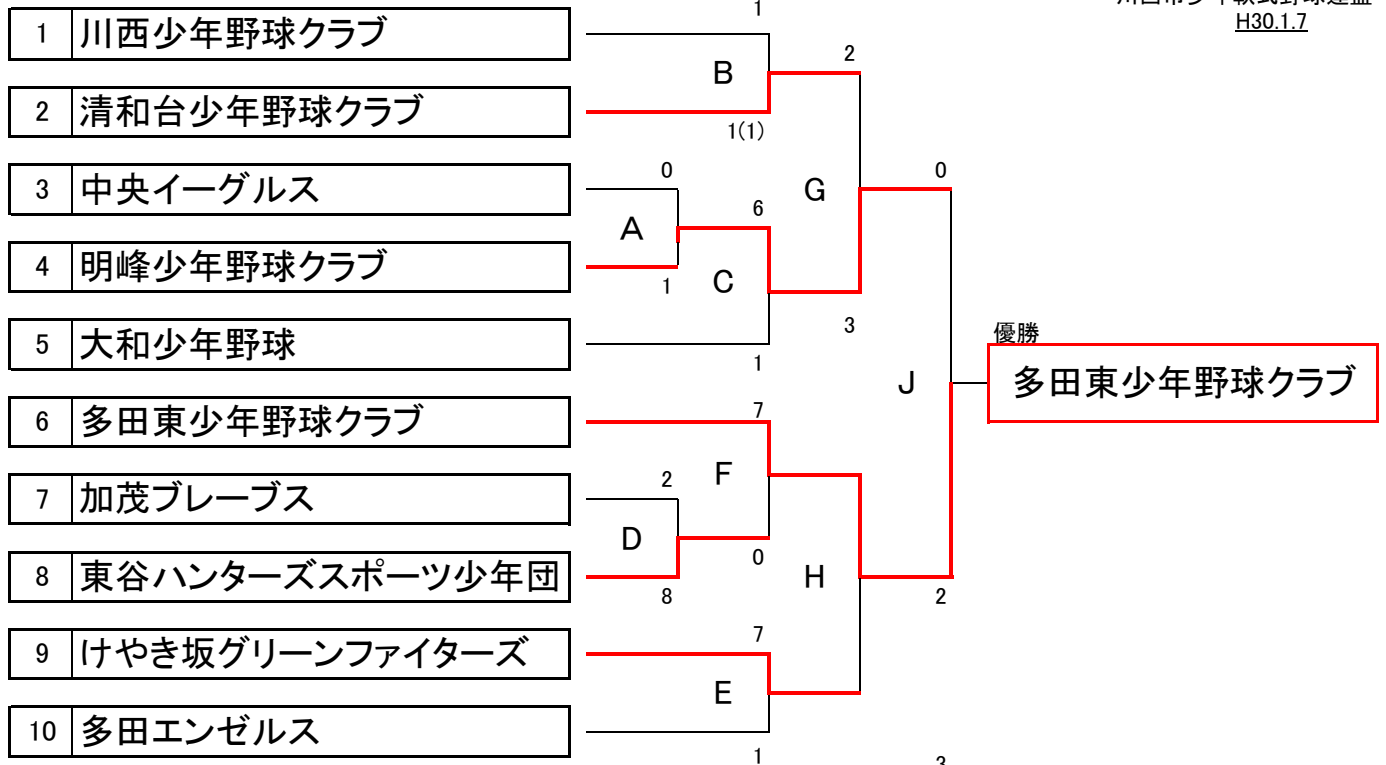 1
H30.1.7
1 川西少年野球クラブ
2
B
2 清和台少年野球クラブ
1(1)
0
0
3 中央イーグルス
G
6
A
4 明峰少年野球クラブ
1
C
3
優勝
5 大和少年野球
1
J
多田東少年野球クラブ
7
6 多田東少年野球クラブ
2
F
7 加茂ブレーブス
D
0
H
8 東谷ハンターズスポーツ少年団
8
2
7
9 けやき坂グリーンファイターズ
E
10 多田エンゼルス
1